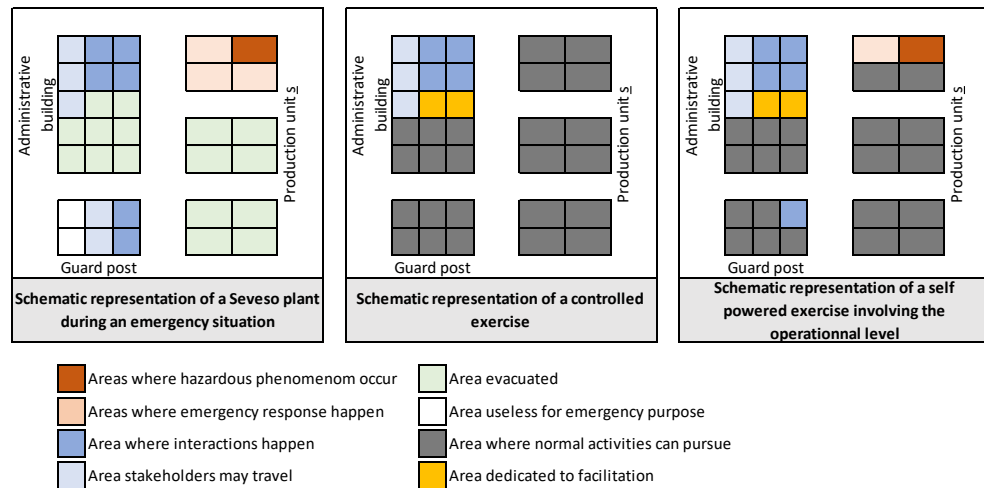 Administrative
building
Production unit s
Guard post
Schematic representation of a Seveso plant
during an emergency situation
Administrative
building
Production unit s
Guard post
Schematic representation of a controlled
exercise
Administrative
building
Production unit s
Guard post
Schematic representation of a self
powered exercise involving the
operationnal level
Areas where hazardous phenomenom occur
Areas where emergency response happen
Area where interactions happen
Area stakeholders may travel
Area evacuated
Area useless for emergency purpose
Area where normal activities can pursue
Area dedicated to facilitation